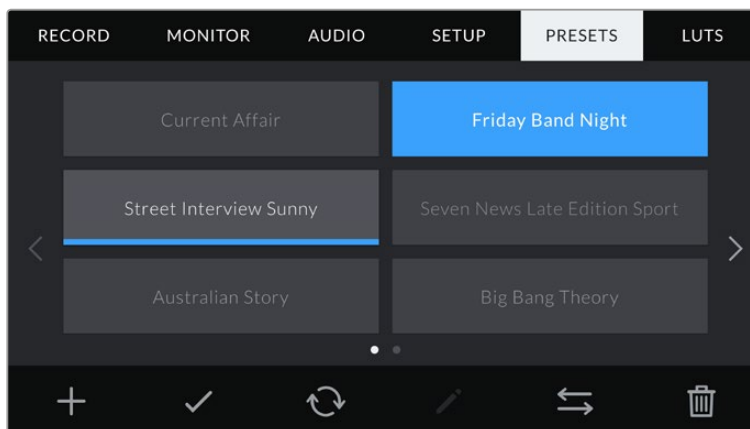 RECORD MONITOR AUDIO SETUP PRESETS LUTS
Current Affair Friday Band Night
Street Interview Sunny Seven News Late Edition Sport
Australian Story Big Bang Theory